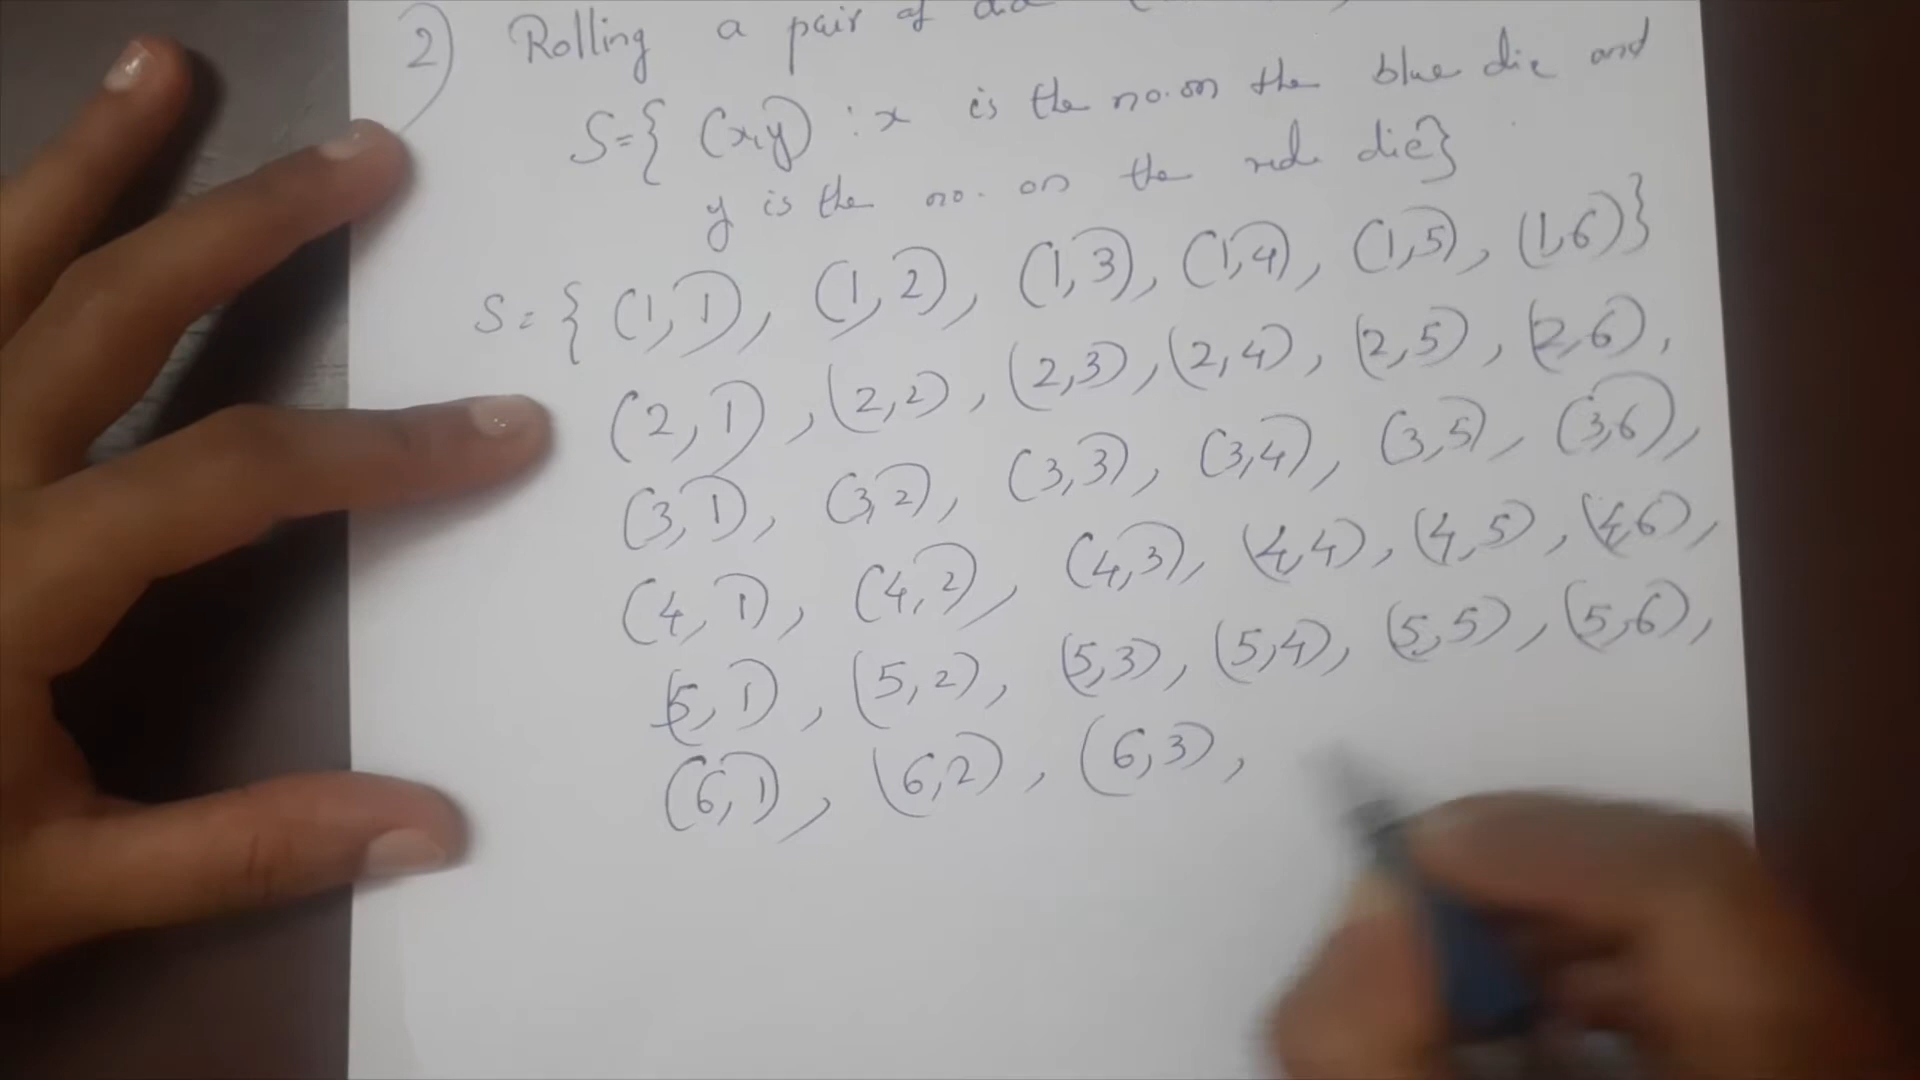 2) Rolling a pair of
S={ (x,y) : x is the no. on the blue die and
y is the no. on the red die}
S = { (1,1), (1,2), (1,3), (1,4), (1,5), (1,6)}
(2,1), (2,2), (2,3), (2,4), (2,5), (2,6),
(3,1), (3,2), (3,3), (3,4), (3,5), (3,6),
(4,1), (4,2), (4,3), (4,4), (4,5), (4,6),
(5,1), (5,2), (5,3), (5,4), (5,5), (5,6),
(6,1), (6,2), (6,3),